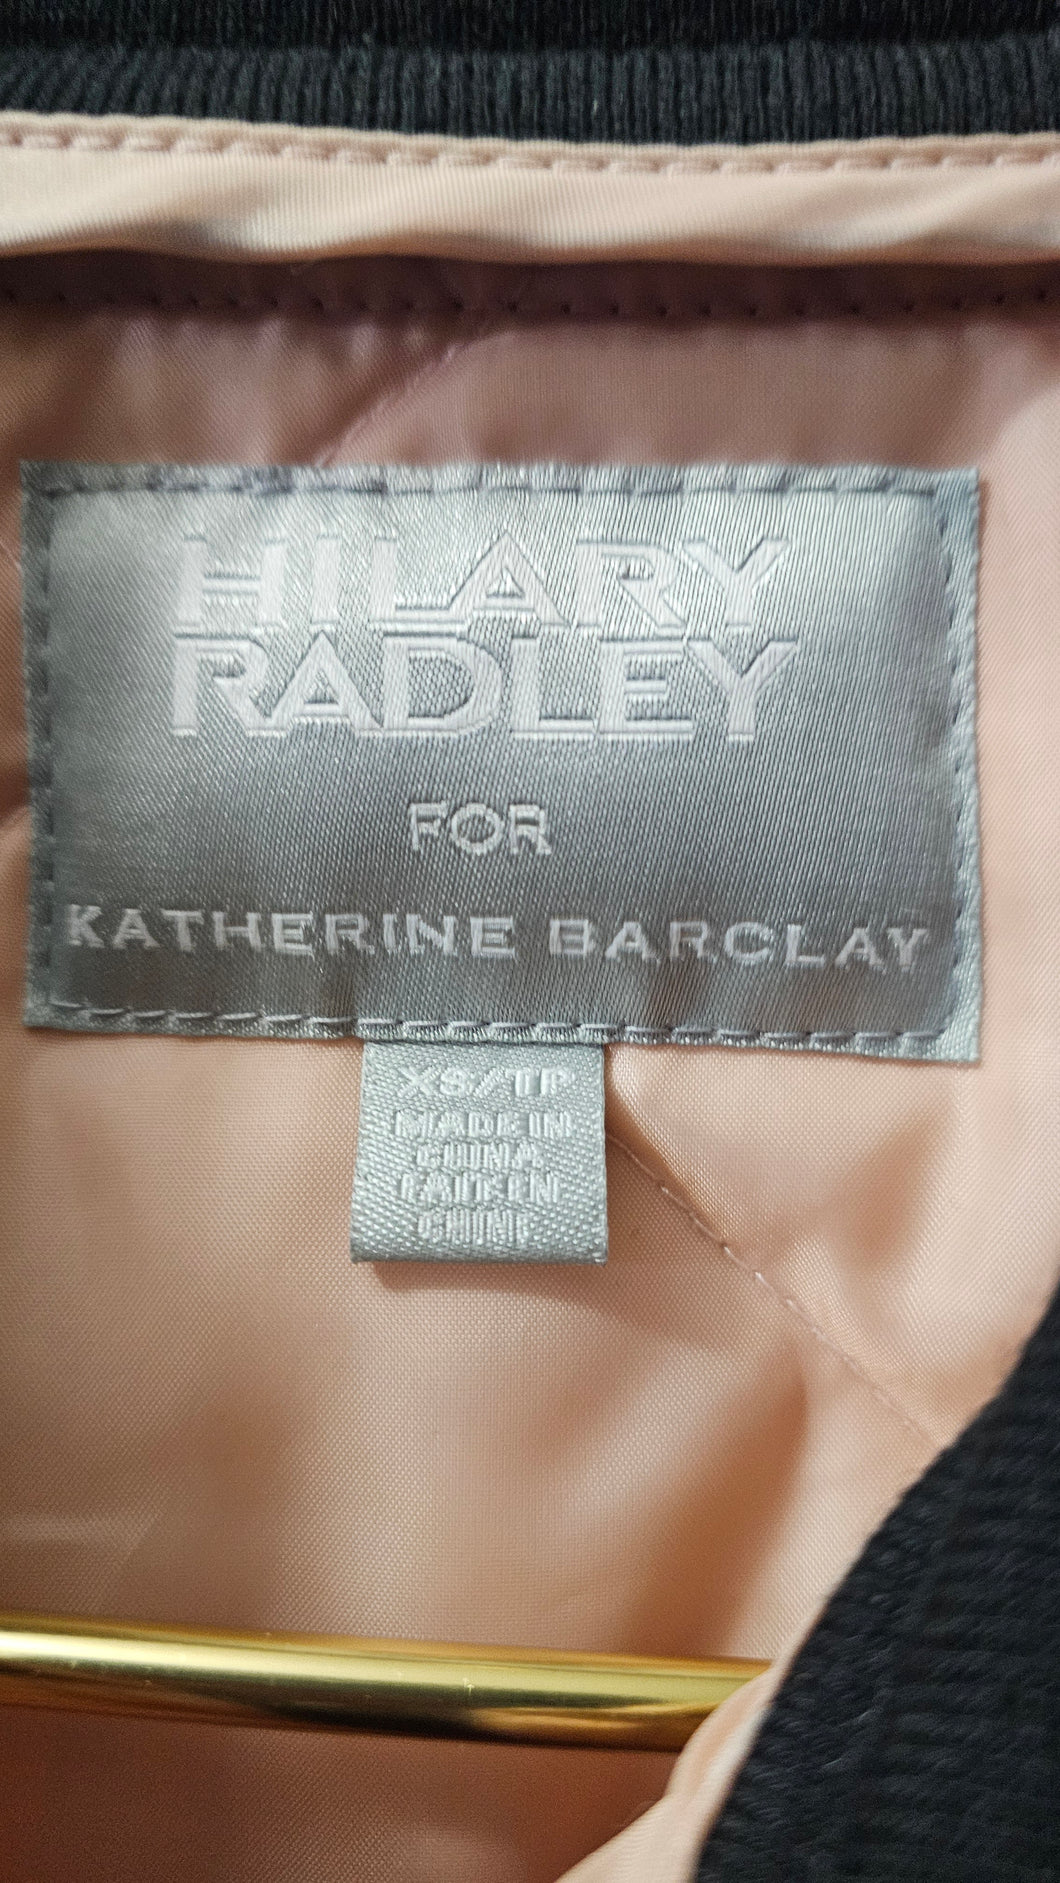 HILARY
RADLEY
FOR
KATHERINE BARCLAY
XS/TP
MADE IN
CHINA
FAIT EN
CHINE